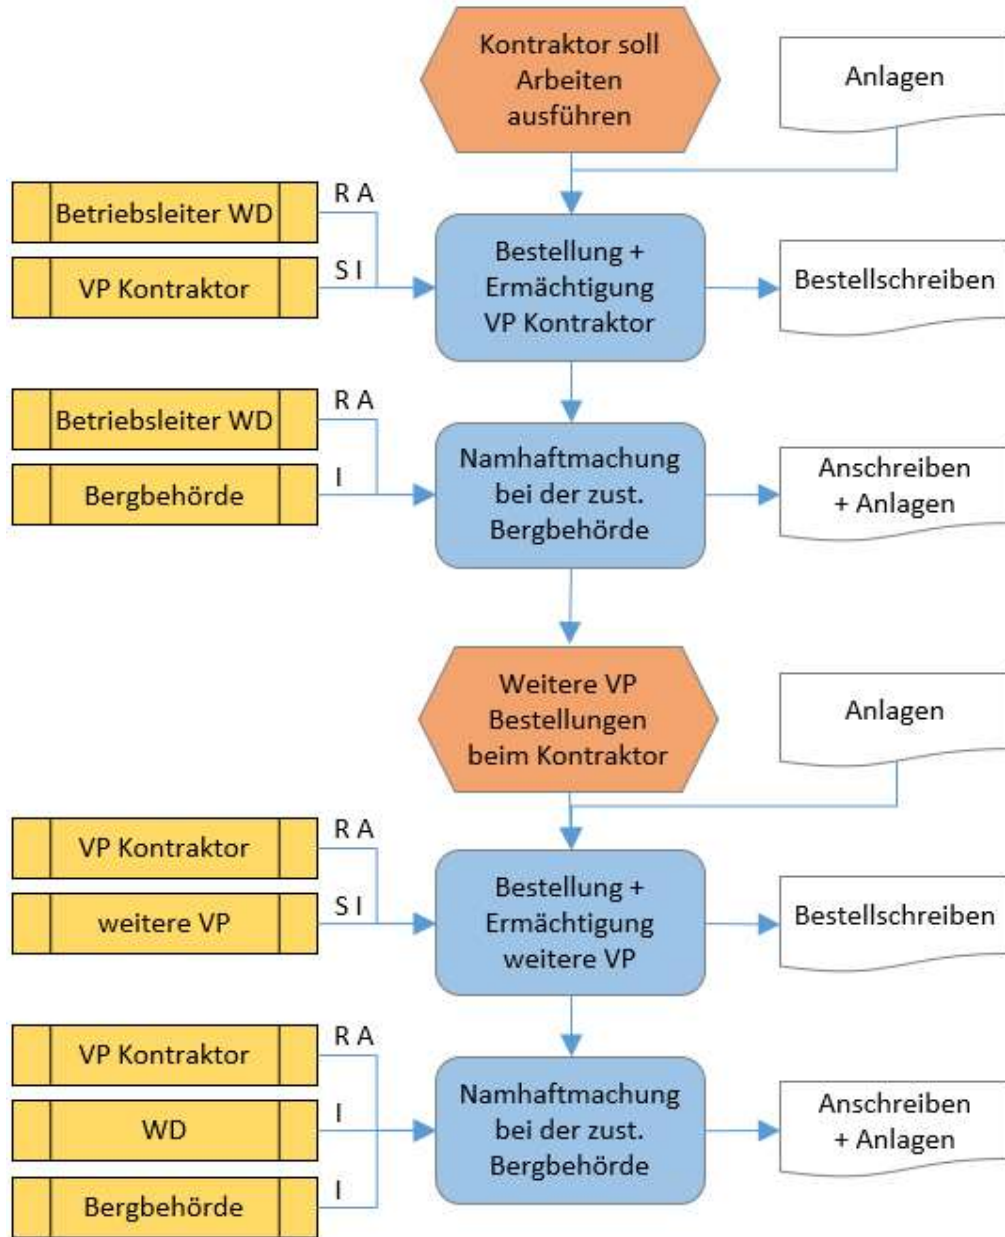 Kontraktor soll
Arbeiten
ausführen
Anlagen
Betriebsleiter WD
R A
VP Kontraktor
S I
Bestellung +
Ermächtigung
VP Kontraktor
Bestellschreiben
Betriebsleiter WD
R A
Bergbehörde
I
Namhaftmachung
bei der zust.
Bergbehörde
Anschreiben
+ Anlagen
Weitere VP
Bestellungen
beim Kontraktor
Anlagen
VP Kontraktor
R A
weitere VP
S I
Bestellung +
Ermächtigung
weitere VP
Bestellschreiben
VP Kontraktor
R A
WD
I
Bergbehörde
I
Namhaftmachung
bei der zust.
Bergbehörde
Anschreiben
+ Anlagen